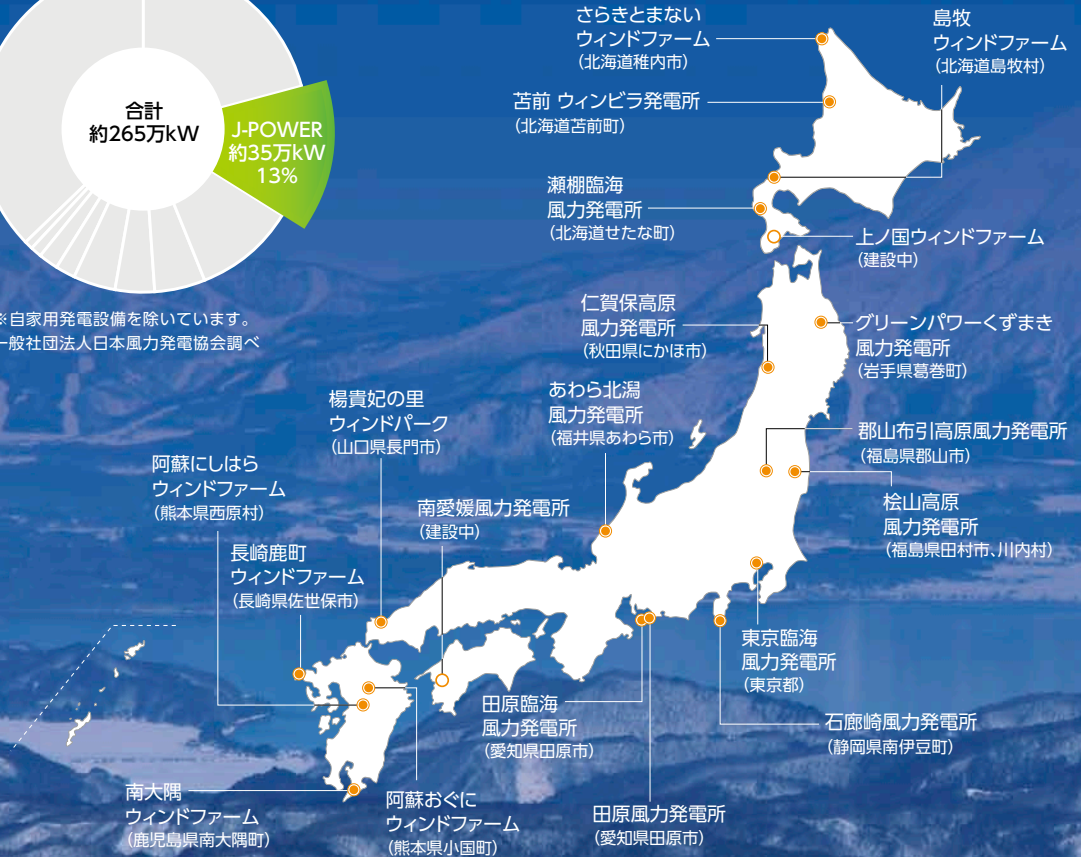 合計
約265万kW
J-POWER
約35万kW
13%
※自家用発電設備を除いています。
一般社団法人日本風力発電協会調べ
さらきとまない
ウィンドファーム
(北海道稚内市)
島牧
ウィンドファーム
(北海道島牧村)
苫前 ウィンビラ発電所
(北海道苫前町)
瀬棚臨海
風力発電所
(北海道せたな町)
上ノ国ウィンドファーム
(建設中)
仁賀保高原
風力発電所
(秋田県にかほ市)
グリーンパワーくずまき
風力発電所
(岩手県葛巻町)
あわら北潟
風力発電所
(福井県あわら市)
楊貴妃の里
ウィンドパーク
(山口県長門市)
郡山布引高原風力発電所
(福島県郡山市)
阿蘇にしはら
ウィンドファーム
(熊本県西原村)
南愛媛風力発電所
(建設中)
桧山高原
風力発電所
(福島県田村市、川内村)
長崎鹿町
ウィンドファーム
(長崎県佐世保市)
東京臨海
風力発電所
(東京都)
田原臨海
風力発電所
(愛知県田原市)
石廊崎風力発電所
(静岡県南伊豆町)
南大隅
ウィンドファーム
(鹿児島県南大隅町)
阿蘇おぐに
ウィンドファーム
(熊本県小国町)
田原風力発電所
(愛知県田原市)